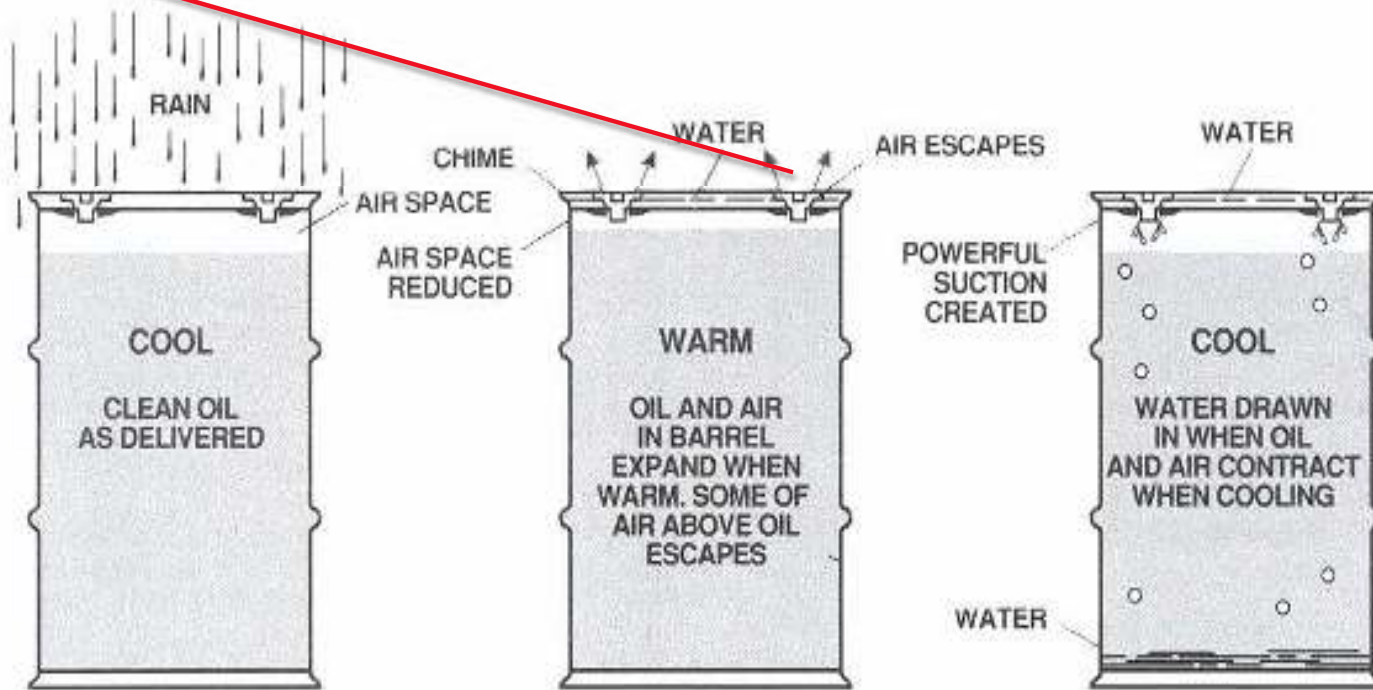 RAIN
AIR SPACE
COOL
CLEAN OIL
AS DELIVERED
CHIME
WATER
AIR ESCAPES
AIR SPACE
REDUCED
WARM
OIL AND AIR
IN BARREL
EXPAND WHEN
WARM. SOME OF
AIR ABOVE OIL
ESCAPES
WATER
POWERFUL
SUCTION
CREATED
COOL
WATER DRAWN
IN WHEN OIL
AND AIR CONTRACT
WHEN COOLING
WATER